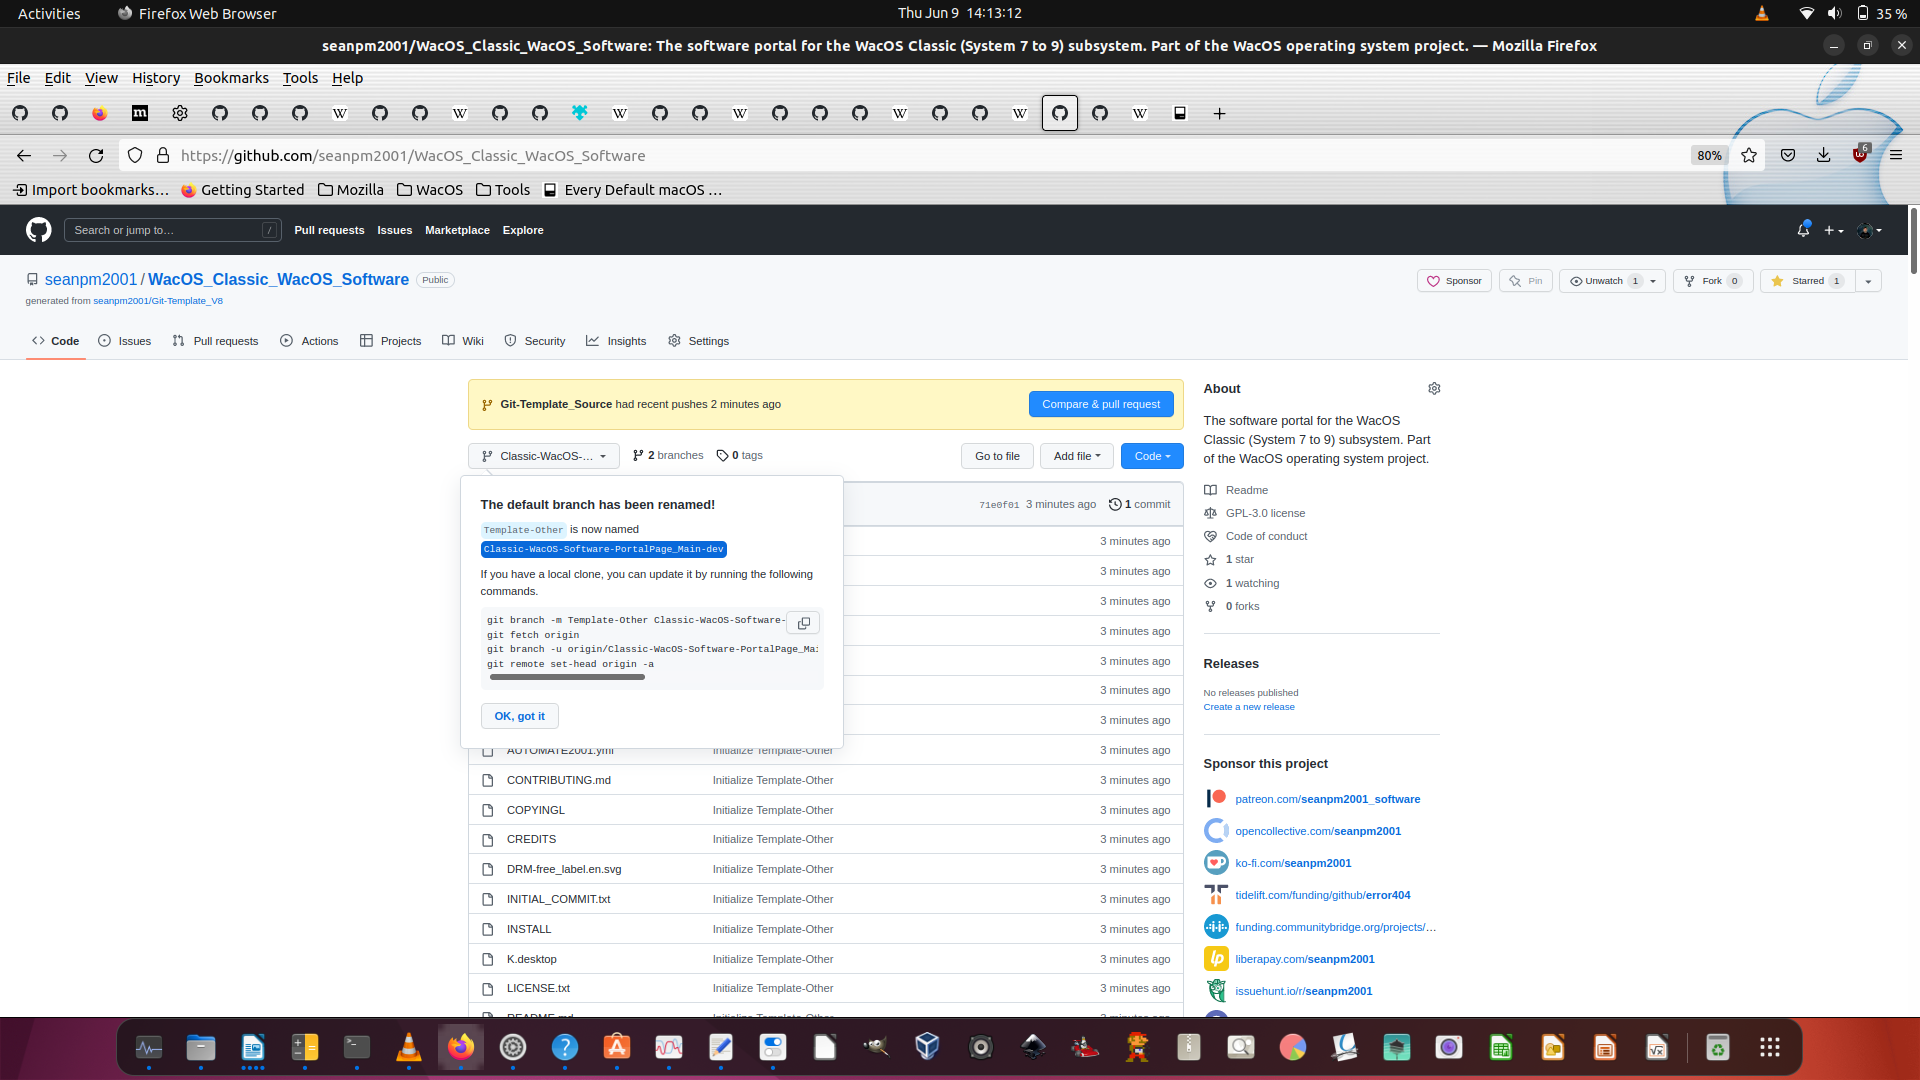 Activities
Firefox Web Browser
Thu Jun 9 14:13:12
35 %
seanpm2001/WacOS_Classic_WacOS_Software: The software portal for the WacOS Classic (System 7 to 9) subsystem. Part of the WacOS operating system project. — Mozilla Firefox
File Edit View History Bookmarks Tools Help
https://github.com/seanpm2001/WacOS_Classic_WacOS_Software
80%
6
Import bookmarks…
Getting Started
Mozilla
WacOS
Tools
Every Default macOS …
Search or jump to…
/
Pull requests
Issues
Marketplace
Explore
seanpm2001 / WacOS_Classic_WacOS_Software
Public
Sponsor
Pin
Unwatch 1
Fork 0
Starred 1
generated from seanpm2001/Git-Template_V8
Code
Issues
Pull requests
Actions
Projects
Wiki
Security
Insights
Settings
Git-Template_Source had recent pushes 2 minutes ago
Compare & pull request
Classic-WacOS-...
2 branches
0 tags
Go to file
Add file
Code
The default branch has been renamed!
Template-Other is now named
Classic-WacOS-Software-PortalPage_Main-dev
If you have a local clone, you can update it by running the following
commands.
git branch -m Template-Other Classic-WacOS-Software-
git fetch origin
git branch -u origin/Classic-WacOS-Software-PortalPage_Mai
git remote set-head origin -a
OK, got it
71e0f01 3 minutes ago
1 commit
3 minutes ago
3 minutes ago
3 minutes ago
3 minutes ago
3 minutes ago
3 minutes ago
3 minutes ago
AUTOMATE2001.yml Initialize Template-Other 3 minutes ago
CONTRIBUTING.md Initialize Template-Other 3 minutes ago
COPYINGL Initialize Template-Other 3 minutes ago
CREDITS Initialize Template-Other 3 minutes ago
DRM-free_label.en.svg Initialize Template-Other 3 minutes ago
INITIAL_COMMIT.txt Initialize Template-Other 3 minutes ago
INSTALL Initialize Template-Other 3 minutes ago
K.desktop Initialize Template-Other 3 minutes ago
LICENSE.txt Initialize Template-Other 3 minutes ago
README.md Initialize Template-Other 3 minutes ago
About
The software portal for the WacOS
Classic (System 7 to 9) subsystem. Part
of the WacOS operating system project.
Readme
GPL-3.0 license
Code of conduct
1 star
1 watching
0 forks
Releases
No releases published
Create a new release
Sponsor this project
patreon.com/seanpm2001_software
opencollective.com/seanpm2001
ko-fi.com/seanpm2001
tidelift.com/funding/github/error404
funding.communitybridge.org/projects/…
liberapay.com/seanpm2001
issuehunt.io/r/seanpm2001